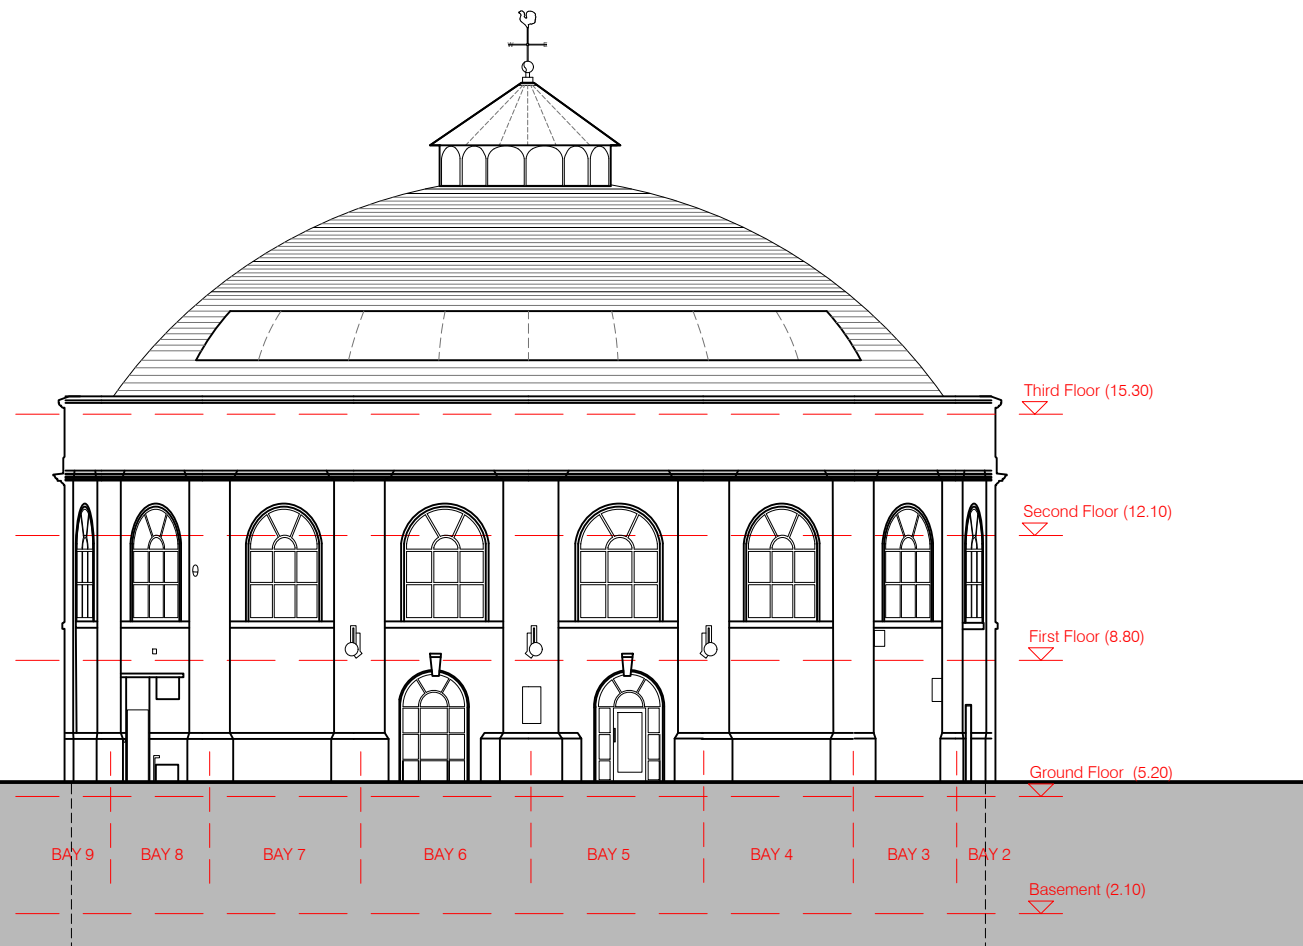 W E
Third Floor (15.30)
Second Floor (12.10)
First Floor (8.80)
Ground Floor (5.20)
BAY 9 BAY 8 BAY 7 BAY 6 BAY 5 BAY 4 BAY 3 BAY 2
Basement (2.10)